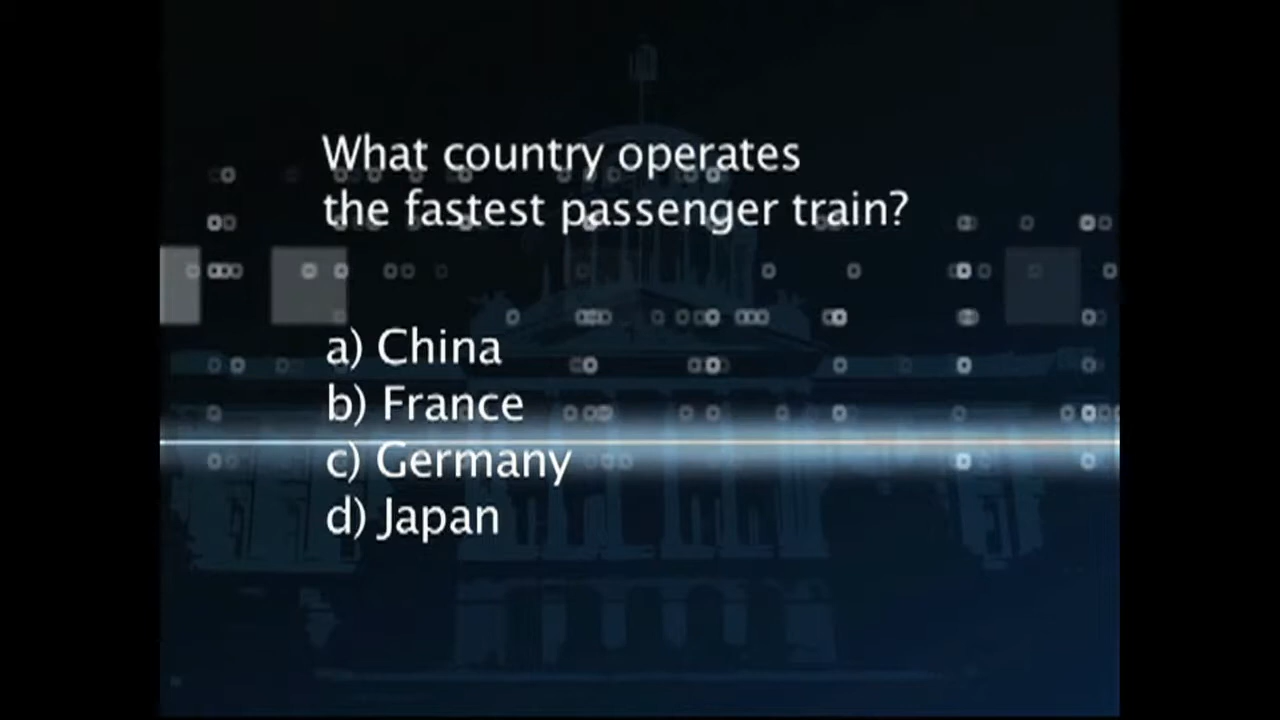 What country operates
the fastest passenger train?
a) China
b) France
c) Germany
d) Japan